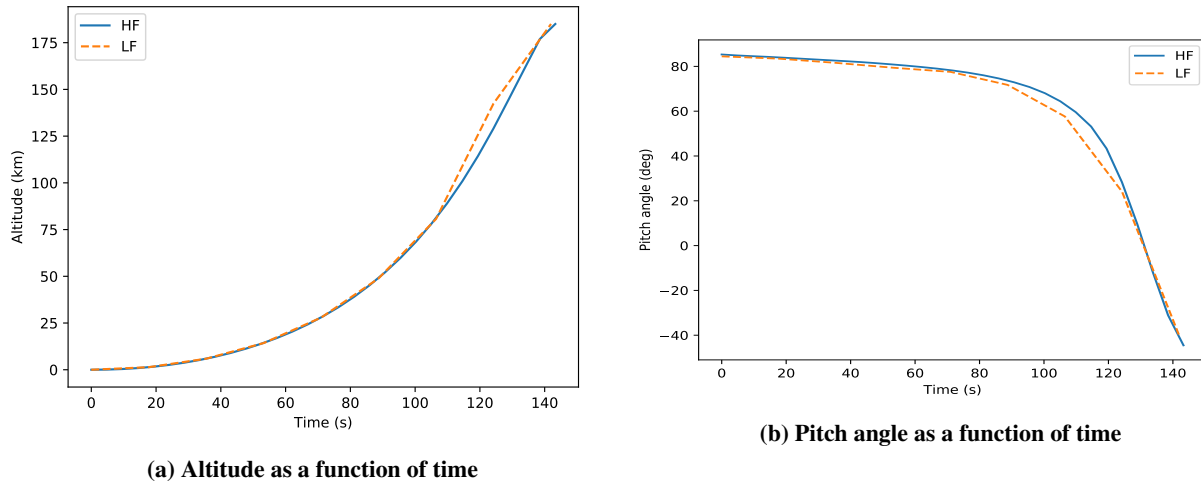 HF
LF
175
150
125
100
75
50
25
0
Altitude (km)
0 20 40 60 80 100 120 140
Time (s)
(a) Altitude as a function of time
HF
LF
80
60
40
20
0
−20
−40
Pitch angle (deg)
0 20 40 60 80 100 120 140
Time (s)
(b) Pitch angle as a function of time